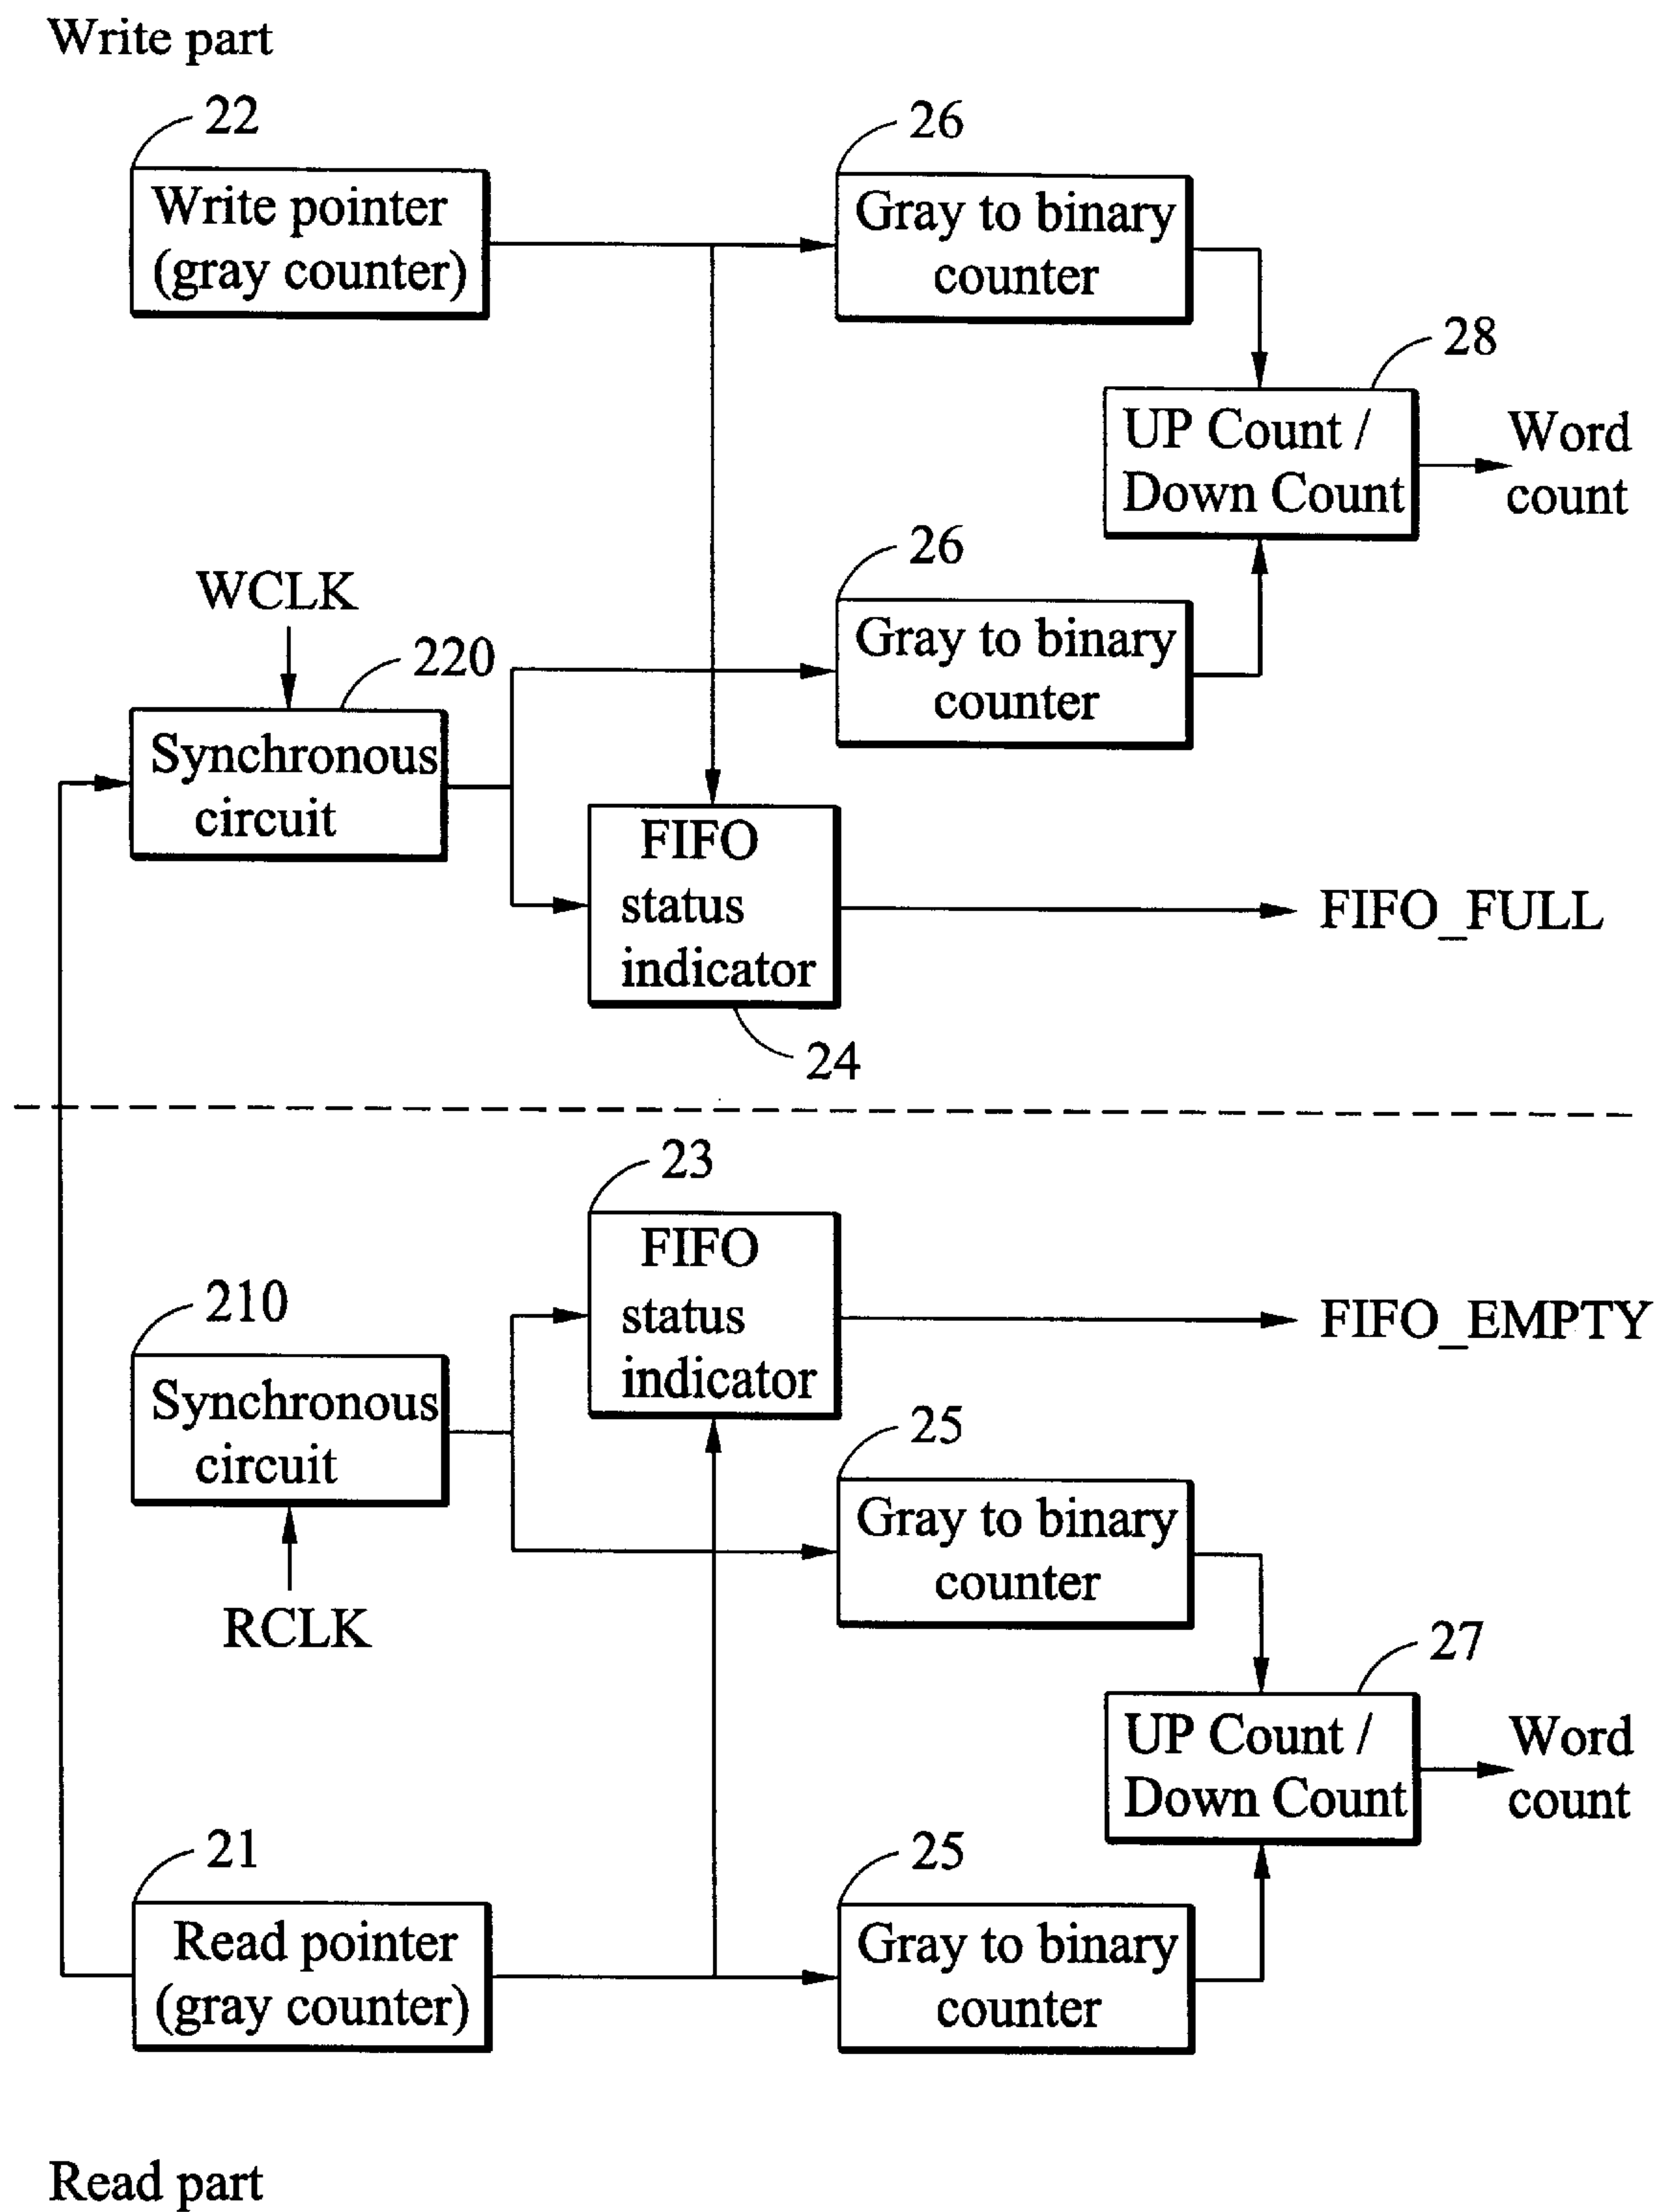 Write part
22
Write pointer
(gray counter)
26
Gray to binary
counter
28
UP Count /
Down Count
Word
count
26
Gray to binary
counter
WCLK
220
Synchronous
circuit
FIFO
status
indicator
24
FIFO_FULL
23
FIFO
status
indicator
FIFO_EMPTY
210
Synchronous
circuit
RCLK
25
Gray to binary
counter
27
UP Count /
Down Count
Word
count
21
Read pointer
(gray counter)
25
Gray to binary
counter
Read part